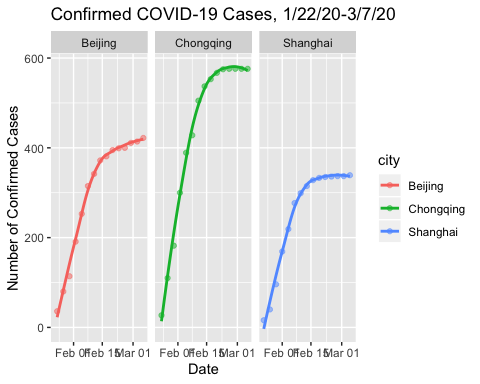 Confirmed COVID-19 Cases, 1/22/20-3/7/20
Beijing
Chongqing
Shanghai
600
400
200
0
Number of Confirmed Cases
Feb 01 Feb 15 Mar 01
Feb 01 Feb 15 Mar 01
Feb 01 Feb 15 Mar 01
Date
city
Beijing
Chongqing
Shanghai